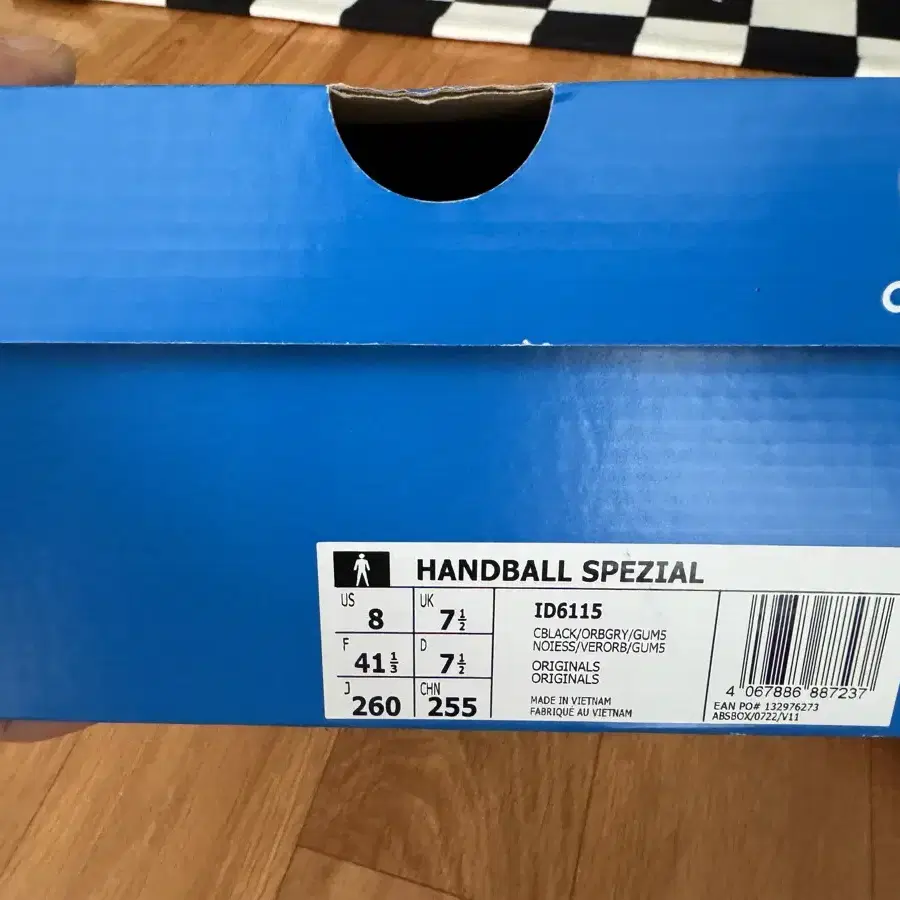 HANDBALL SPEZIAL
US 8 UK 7½
F 41⅓ D 7½
J 260 CHN 255
ID6115
CBLACK/ORBGRY/GUM5
NOIESS/VERORB/GUM5
ORIGINALS
ORIGINALS
MADE IN VIETNAM
FABRIQUÉ AU VIETNAM
4 067886 887237
EAN PO# 132976273
ABSBOX/0722/V11